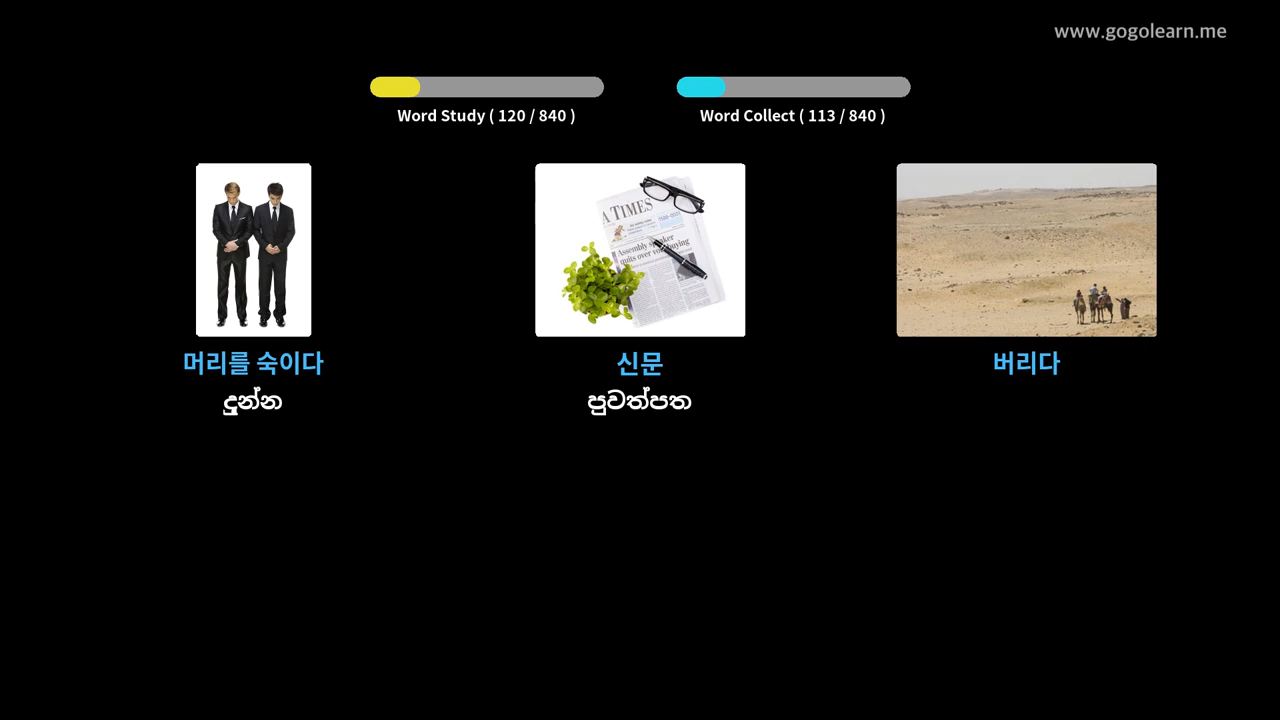 www.gogolearn.me
Word Study ( 120 / 840 )
Word Collect ( 113 / 840 )
A TIMES
머리를 숙이다
신문
버리다
දුන්න
පුවත්පත